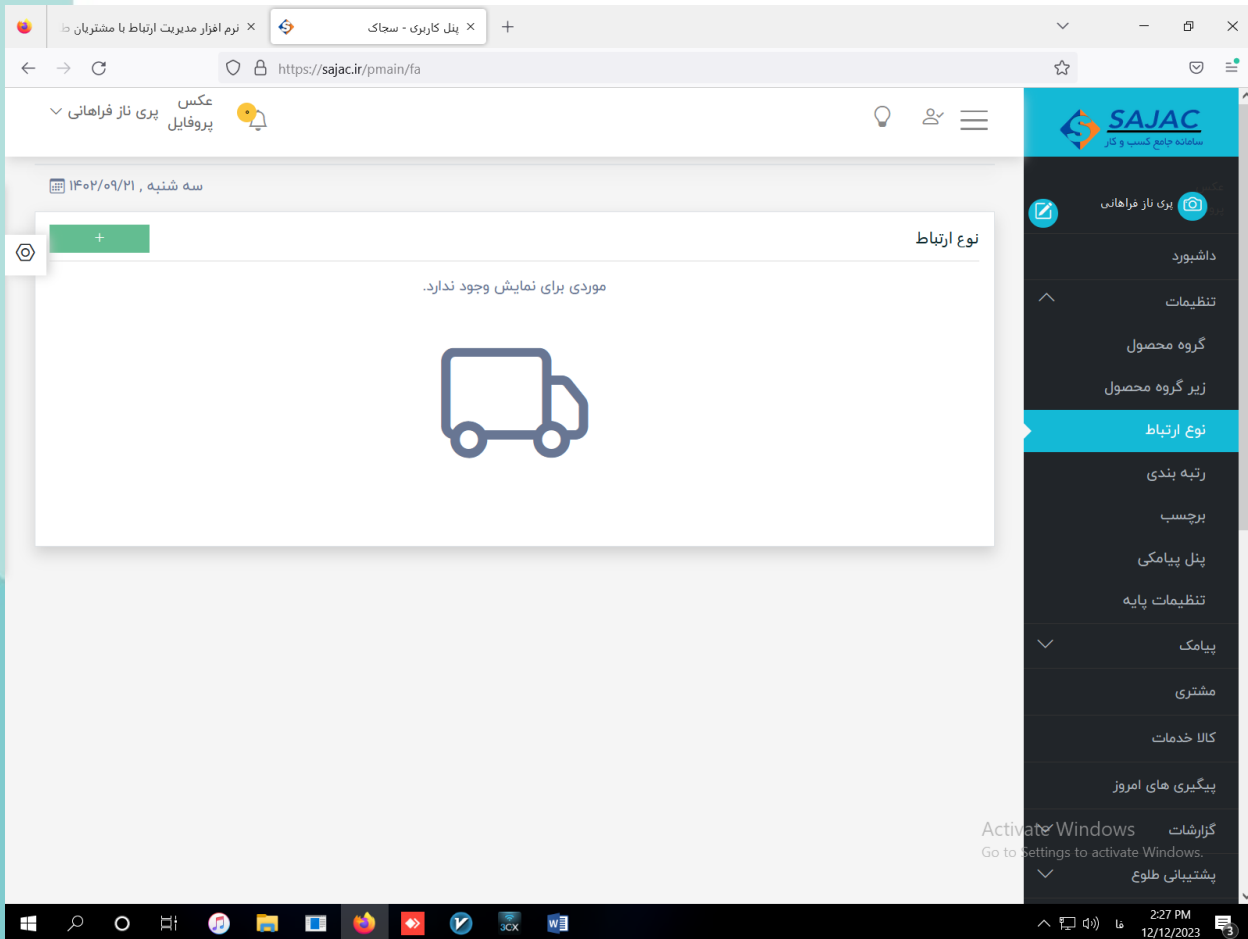 نرم افزار مدیریت ارتباط با مشتریان ط
پنل کاربری - سجاک
https://sajac.ir/pmain/fa
SAJAC
سامانه جامع کسب و کار
عکس پروفایل
پری ناز فراهانی
سه شنبه , ۱۴۰۲/۰۹/۲۱
نوع ارتباط
+
موردی برای نمایش وجود ندارد.
پری ناز فراهانی
داشبورد
تنظیمات
گروه محصول
زیر گروه محصول
نوع ارتباط
رتبه بندی
برچسب
پنل پیامکی
تنظیمات پایه
پیامک
مشتری
کالا خدمات
پیگیری های امروز
گزارشات
پشتیبانی طلوع
Activate Windows
Go to Settings to activate Windows.
3CX
فا
2:27 PM
12/12/2023
3